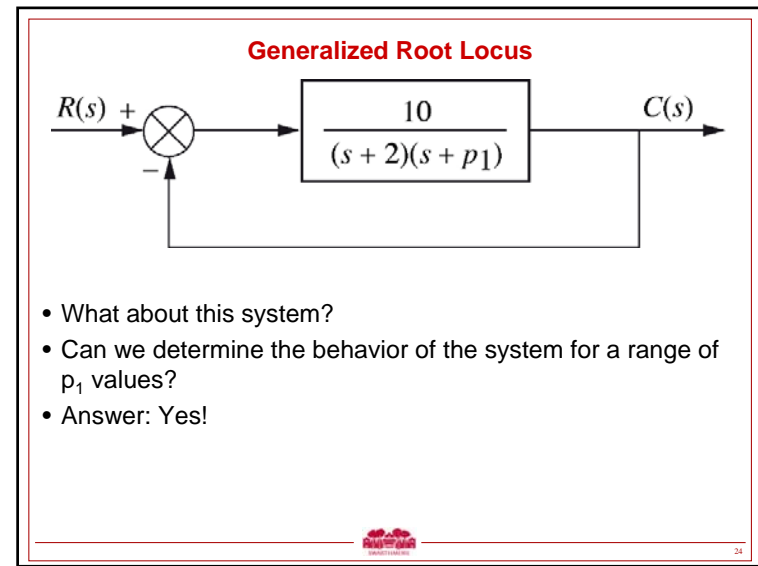 Generalized Root Locus
R(s) +
−
10
(s + 2)(s + p1)
C(s)
• What about this system?
• Can we determine the behavior of the system for a range of
p1 values?
• Answer: Yes!
24